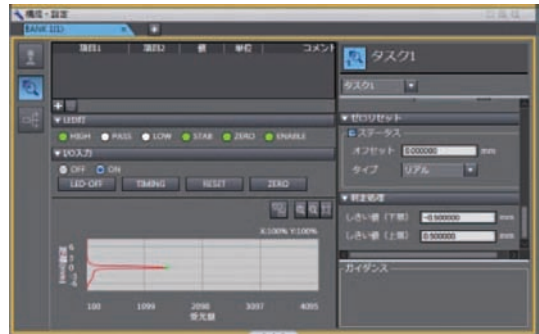 構成・設定
BANK 1(1)
項目1 項目2 値 単位 コメント
LED灯
HIGH PASS LOW STAB ZERO ENABLE
I/O入力
OFF ON
LED-OFF TIMING RESET ZERO
X:100% Y:100%
6
0
100 1099 2098 3097 4095
受光量
タスク1
タスク1
ゼロリセット
ステータス
オフセット 0.000000 mm
タイプ リアル
判定処理
しきい値（下限） -0.500000 mm
しきい値（上限） 0.500000 mm
ガイダンス